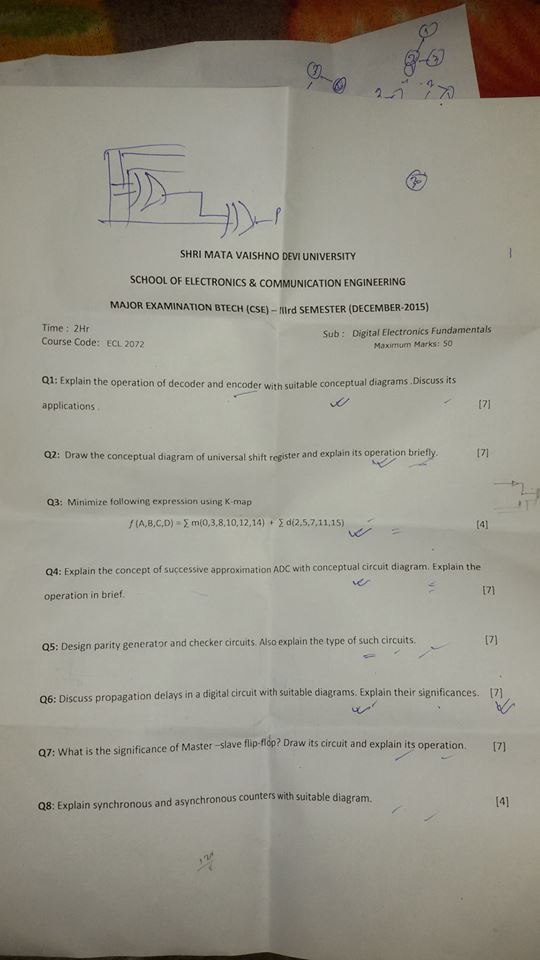 1
2
3
7
6
30
P
SHRI MATA VAISHNO DEVI UNIVERSITY
SCHOOL OF ELECTRONICS & COMMUNICATION ENGINEERING
MAJOR EXAMINATION BTECH (CSE) – IIIrd SEMESTER (DECEMBER-2015)
Time : 2Hr Sub : Digital Electronics Fundamentals
Course Code: ECL 2072 Maximum Marks: 50
Q1: Explain the operation of decoder and encoder with suitable conceptual diagrams .Discuss its
applications . [7]
Q2: Draw the conceptual diagram of universal shift register and explain its operation briefly. [7]
Q3: Minimize following expression using K-map
f (A,B,C,D) = ∑ m(0,3,8,10,12,14) + ∑ d(2,5,7,11,15) [4]
Q4: Explain the concept of successive approximation ADC with conceptual circuit diagram. Explain the
operation in brief. [7]
Q5: Design parity generator and checker circuits. Also explain the type of such circuits. [7]
Q6: Discuss propagation delays in a digital circuit with suitable diagrams. Explain their significances. [7]
Q7: What is the significance of Master –slave flip-flop? Draw its circuit and explain its operation. [7]
Q8: Explain synchronous and asynchronous counters with suitable diagram. [4]